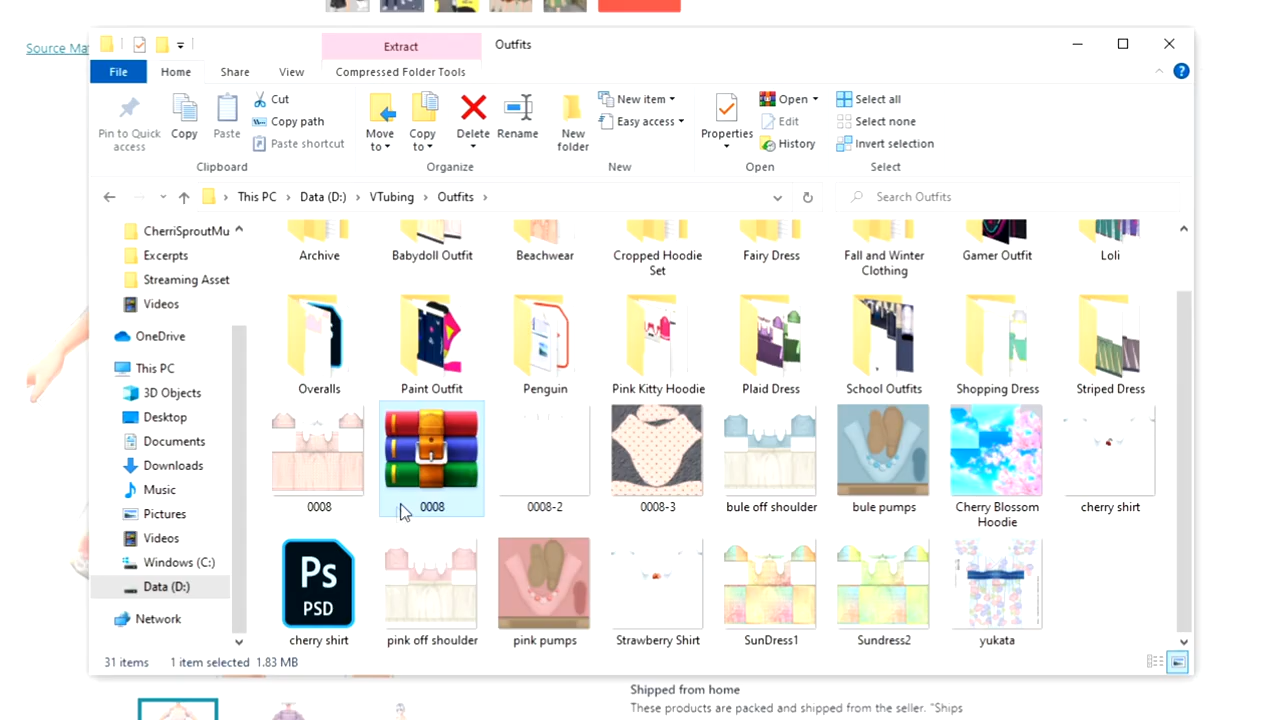 Source Ma
Extract
Outfits
File
Home
Share
View
Compressed Folder Tools
Pin to Quick
access
Copy
Paste
Cut
Copy path
Paste shortcut
Clipboard
Move
to
Copy
to
Delete
Rename
Organize
New
folder
New item
Easy access
New
Properties
Open
Edit
History
Open
Select all
Select none
Invert selection
Select
This PC
Data (D:)
VTubing
Outfits
Search Outfits
CherriSproutMu
Excerpts
Streaming Asset
Videos
OneDrive
This PC
3D Objects
Desktop
Documents
Downloads
Music
Pictures
Videos
Windows (C:)
Data (D:)
Network
Archive
Babydoll Outfit
Beachwear
Cropped Hoodie
Set
Fairy Dress
Fall and Winter
Clothing
Gamer Outfit
Loli
Overalls
Paint Outfit
Penguin
Pink Kitty Hoodie
Plaid Dress
School Outfits
Shopping Dress
Striped Dress
0008
0008
0008-2
0008-3
bule off shoulder
bule pumps
Cherry Blossom
Hoodie
cherry shirt
Ps
PSD
cherry shirt
pink off shoulder
pink pumps
Strawberry Shirt
SunDress1
Sundress2
yukata
31 items
1 item selected 1.83 MB
Shipped from home
These products are packed and shipped from the seller. "Ships